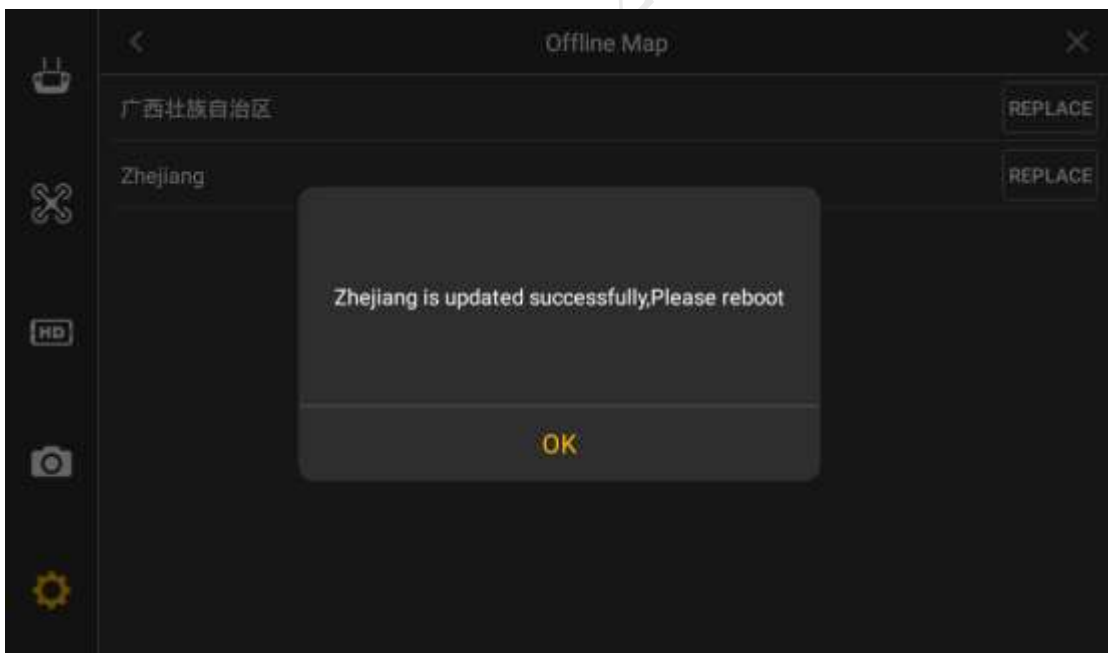 Offline Map
广西壮族自治区 REPLACE
Zhejiang REPLACE
Zhejiang is updated successfully,Please reboot
HD
OK